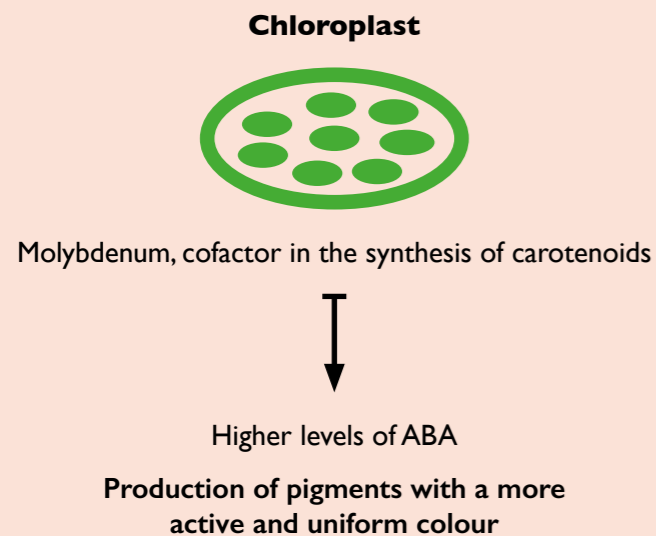 Chloroplast
Molybdenum, cofactor in the synthesis of carotenoids
Higher levels of ABA
Production of pigments with a more
active and uniform colour